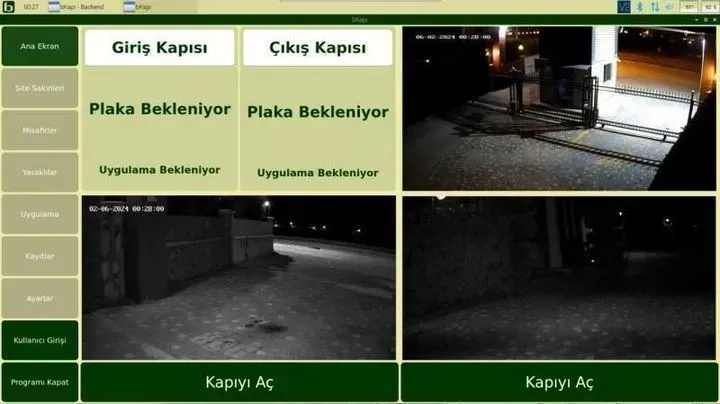 00:27
bKapı - Backend
bKapı
bKapı
Ana Ekran
Site Sakinleri
Misafirler
Yasaklılar
Uygulama
Kayıtlar
Ayarlar
Kullanıcı Girişi
Programı Kapat
Giriş Kapısı
Plaka Bekleniyor
Uygulama Bekleniyor
Çıkış Kapısı
Plaka Bekleniyor
Uygulama Bekleniyor
06-02-2024 00:28:00
02-06-2024 00:28:00
Kapıyı Aç
Kapıyı Aç